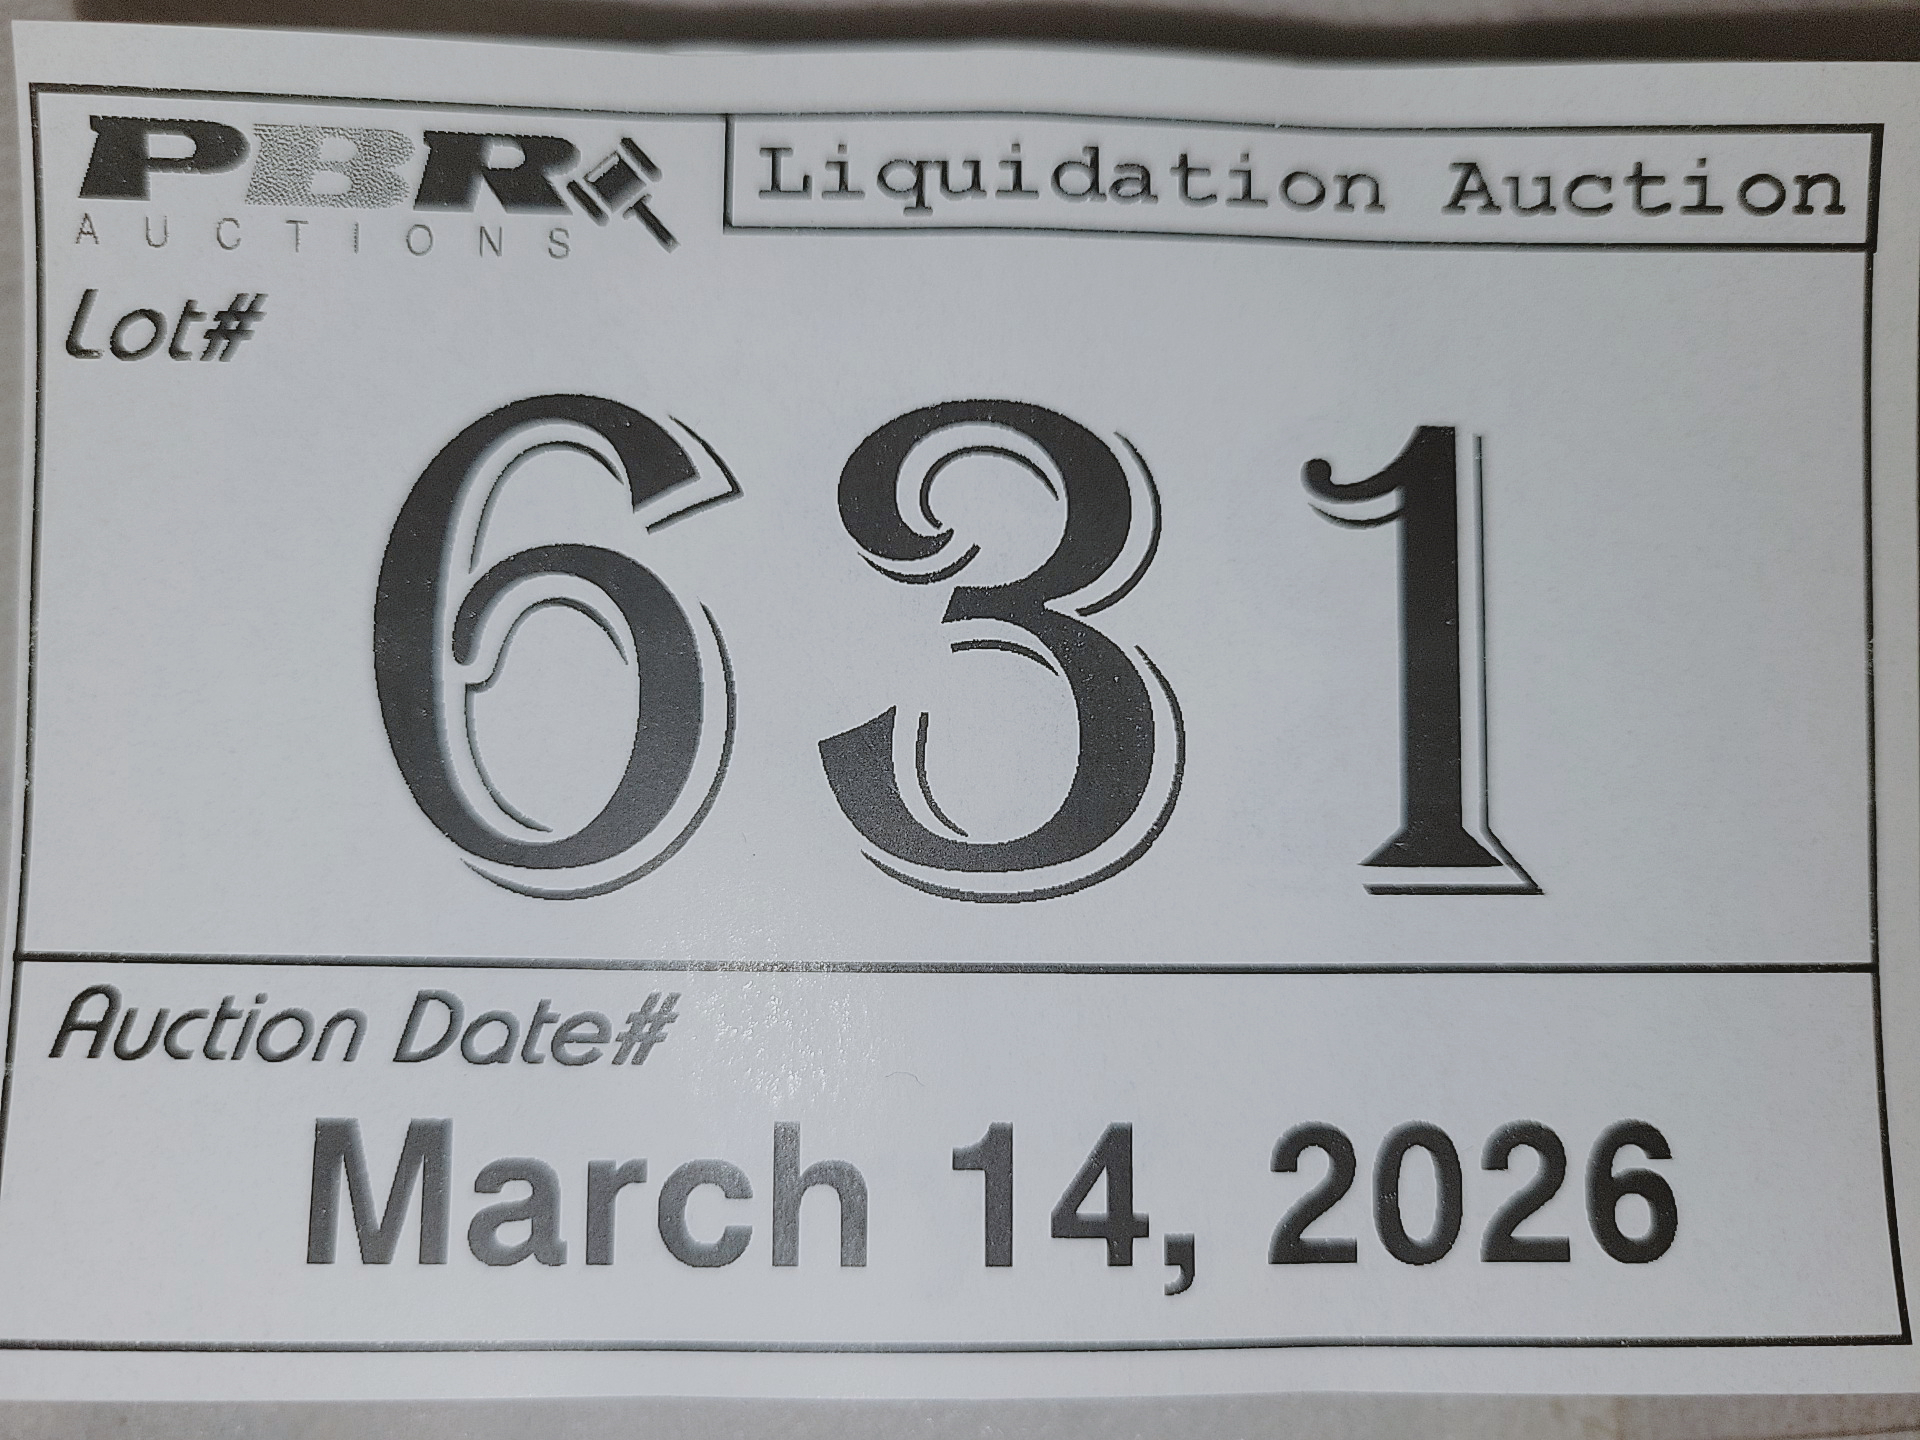 PBR
AUCTIONS
Liquidation Auction
Lot#
631
Auction Date#
March 14, 2026